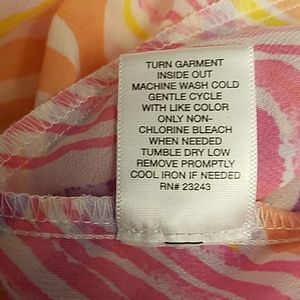 TURN GARMENT
INSIDE OUT
MACHINE WASH COLD
GENTLE CYCLE
WITH LIKE COLOR
ONLY NON-
CHLORINE BLEACH
WHEN NEEDED
TUMBLE DRY LOW
REMOVE PROMPTLY
COOL IRON IF NEEDED
RN# 23243